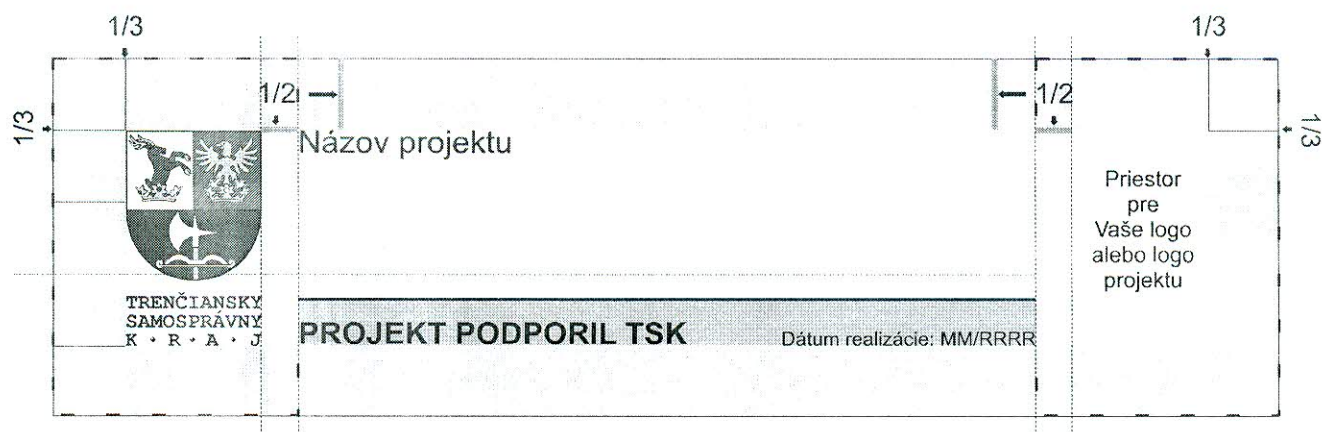 1/3
1/3
1/2
1/2
1/3
1/3
Názov projektu
Priestor
pre
Vaše logo
alebo logo
projektu
TRENČIANSKY
SAMOSPRÁVNY
K · R · A · J
PROJEKT PODPORIL TSK
Dátum realizácie: MM/RRRR